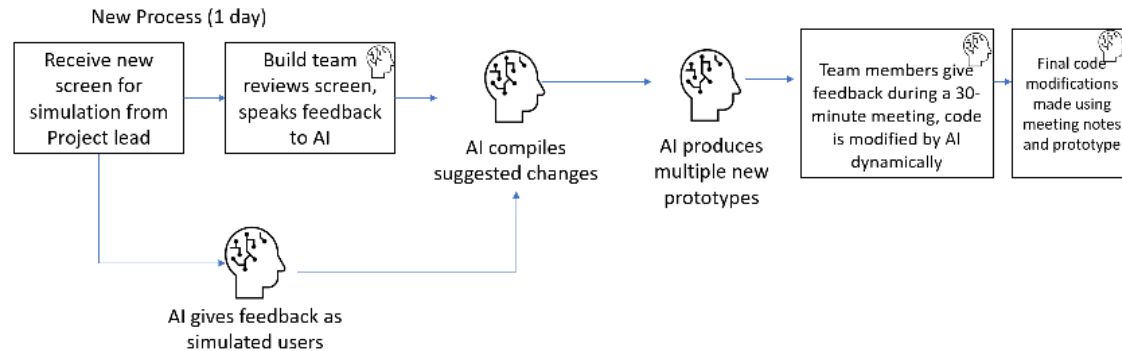 New Process (1 day)
Receive new
screen for
simulation from
Project lead
Build team
reviews screen,
speaks feedback
to AI
AI compiles
suggested changes
AI produces
multiple new
prototypes
Team members give
feedback during a 30-
minute meeting, code
is modified by AI
dynamically
Final code
modifications
made using
meeting notes
and prototype
AI gives feedback as
simulated users